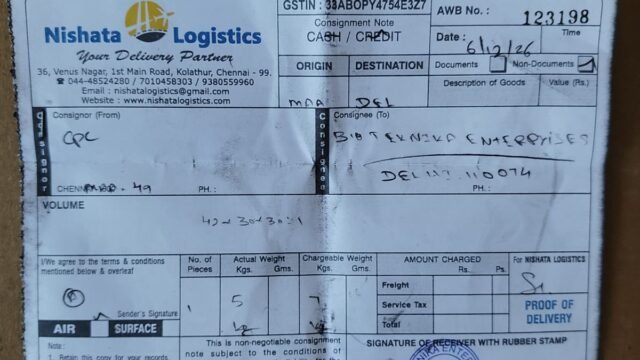 Nishata Logistics
Your Delivery Partner
36, Venus Nagar, 1st Main Road, Kolathur, Chennai - 99.
☎ 044-48524280 / 7010458303 / 9380559960
Email : nishatalogistics@gmail.com
Website : www.nishatalogistics.com
GSTIN : 33ABOPY4754E3Z7
Consignment Note
CASH / CREDIT
ORIGIN DESTINATION
MAA DEL
AWB No. : 123198
Date : 6/12/26 Time
Documents Non-Documents
Description of Goods Value (Rs.)
Consignor
Consignor (From)
CPC
CHENNAI 49 PH. :
Consignee
Consignee (To)
BIOTEKNIKA ENTERPRISES
DELHI 110074
PH. :
VOLUME
I/We agree to the terms & conditions
mentioned below & overleaf
Sender's Signature
AIR SURFACE
No. of Pieces
1
Actual Weight
Kgs. Gms.
5
Chargeable Weight
Kgs. Gms.
7
AMOUNT CHARGED
Rs. Ps.
Freight
Service Tax
Total
For NISHATA LOGISTICS
PROOF OF
DELIVERY
Note :
1. Retain this copy for your records.
This is non-negotiable consignment
note subject to the conditions of
SIGNATURE OF RECEIVER WITH RUBBER STAMP